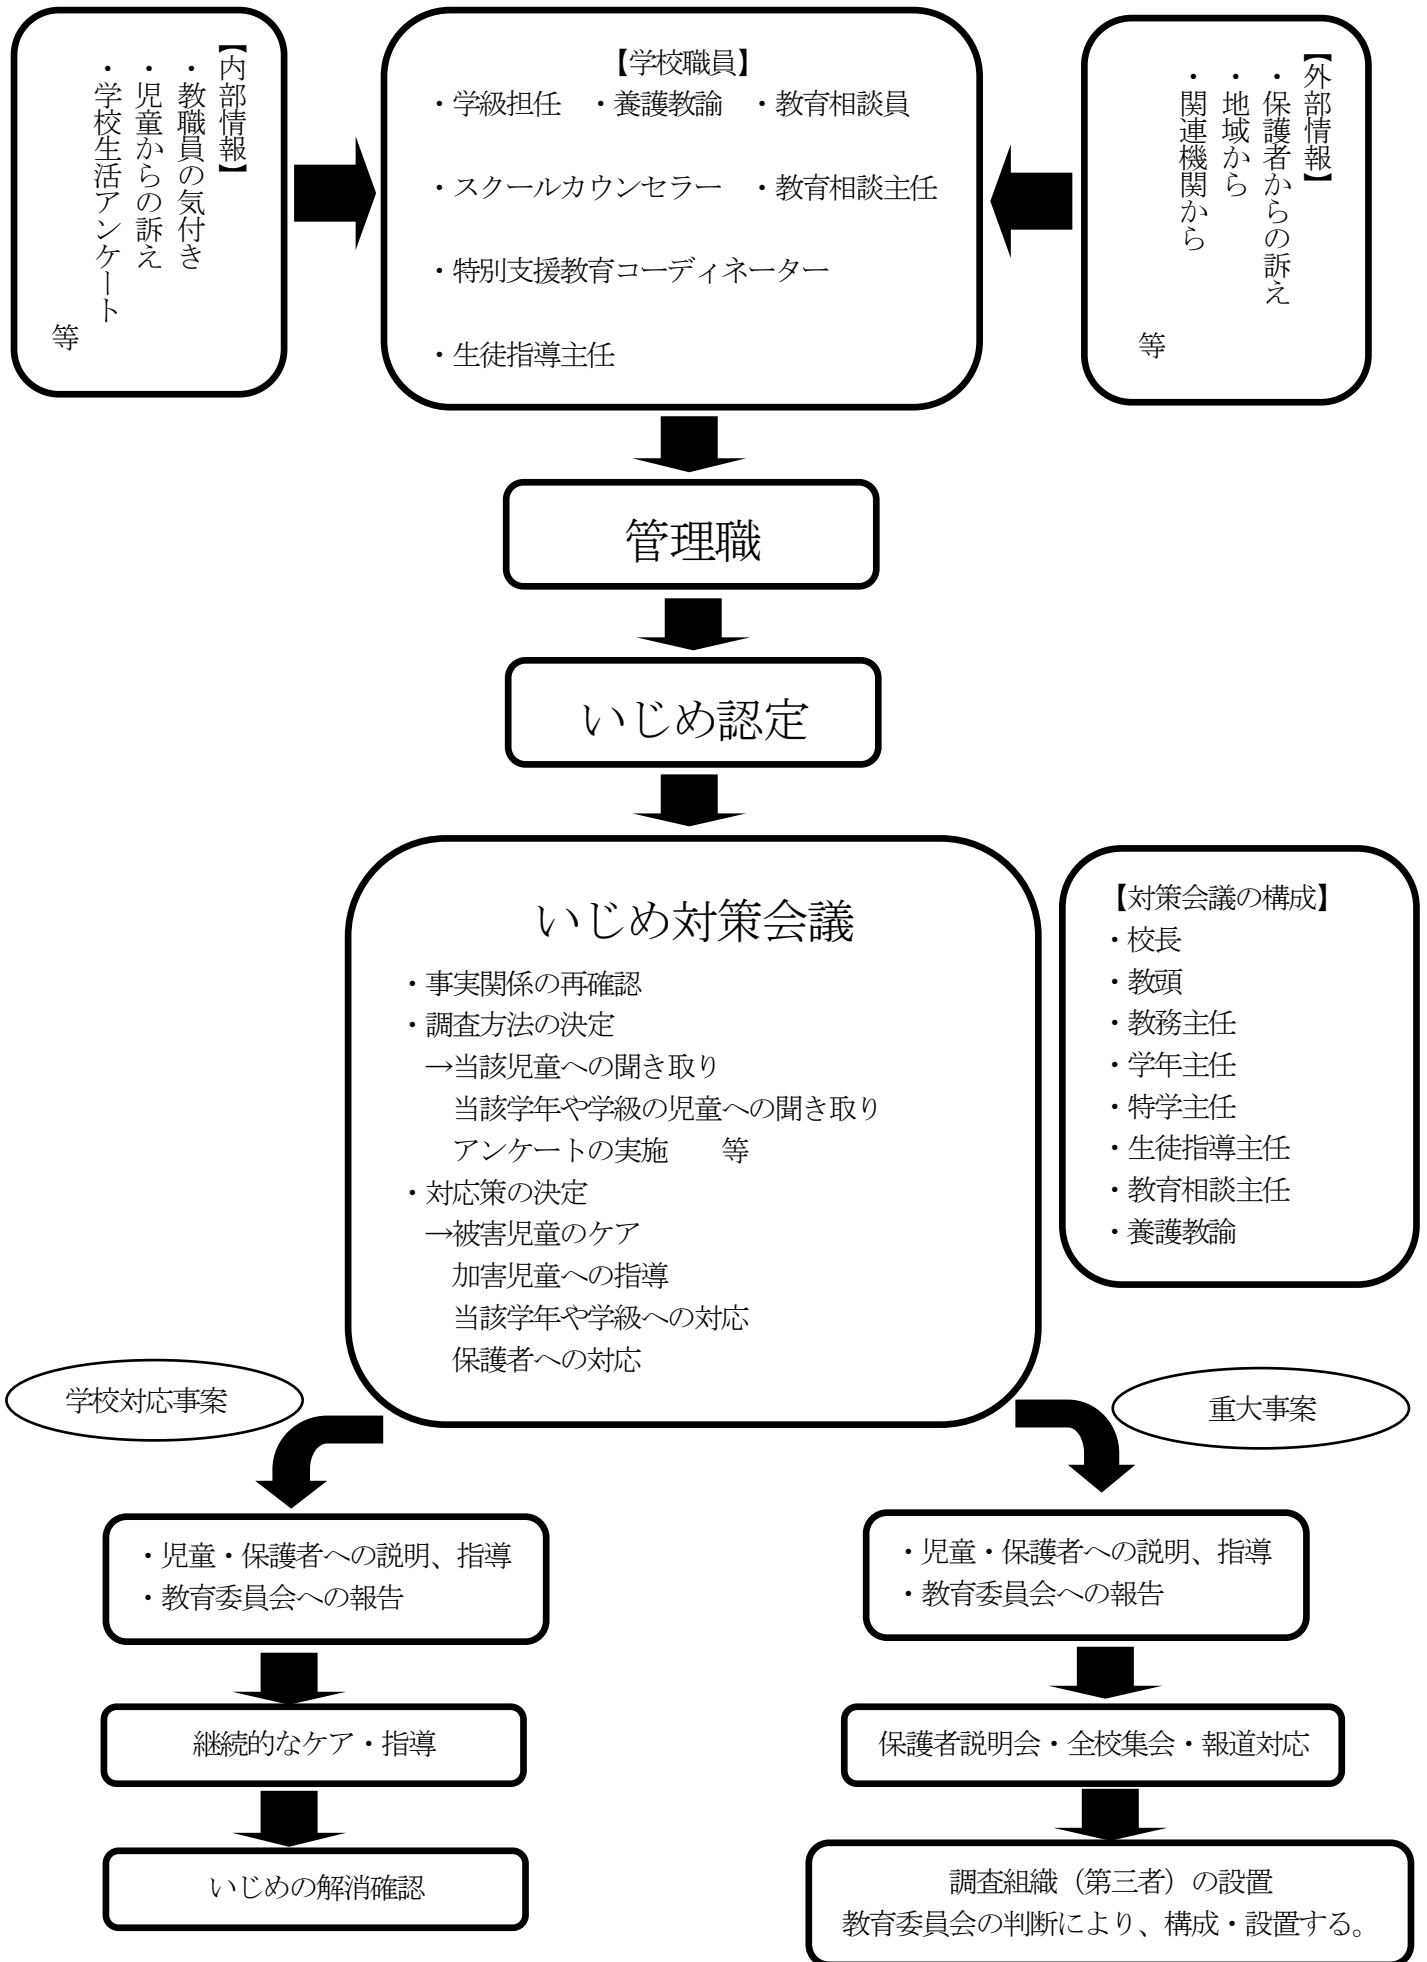 【内部情報】
・教職員の気付き
・児童からの訴え
・学校生活アンケート
等
【学校職員】
・学級担任　・養護教諭　・教育相談員
・スクールカウンセラー　・教育相談主任
・特別支援教育コーディネーター
・生徒指導主任
【外部情報】
・保護者からの訴え
・地域から
・関連機関から
等
管理職
いじめ認定
いじめ対策会議
・事実関係の再確認
・調査方法の決定
→当該児童への聞き取り
当該学年や学級の児童への聞き取り
アンケートの実施　　等
・対応策の決定
→被害児童のケア
加害児童への指導
当該学年や学級への対応
保護者への対応
【対策会議の構成】
・校長
・教頭
・教務主任
・学年主任
・特学主任
・生徒指導主任
・教育相談主任
・養護教諭
学校対応事案
重大事案
・児童・保護者への説明、指導
・教育委員会への報告
継続的なケア・指導
いじめの解消確認
・児童・保護者への説明、指導
・教育委員会への報告
保護者説明会・全校集会・報道対応
調査組織（第三者）の設置
教育委員会の判断により、構成・設置する。